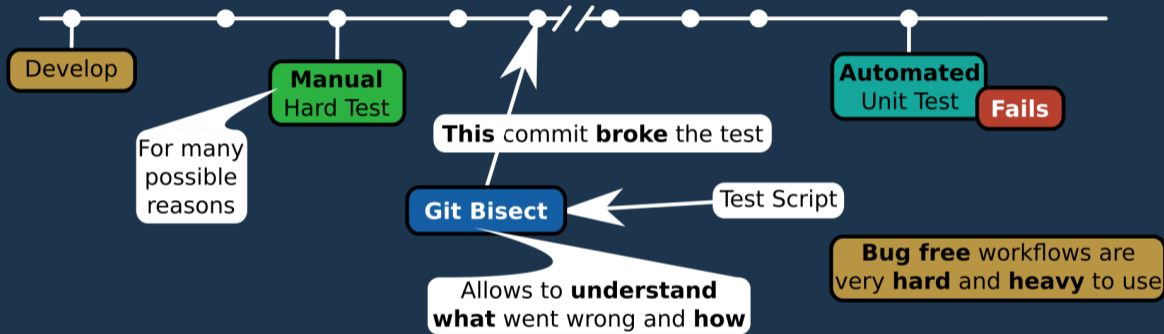 Develop
Manual
Hard Test
For many
possible
reasons
This commit broke the test
Git Bisect
Test Script
Allows to understand
what went wrong and how
Automated
Unit Test
Fails
Bug free workflows are
very hard and heavy to use